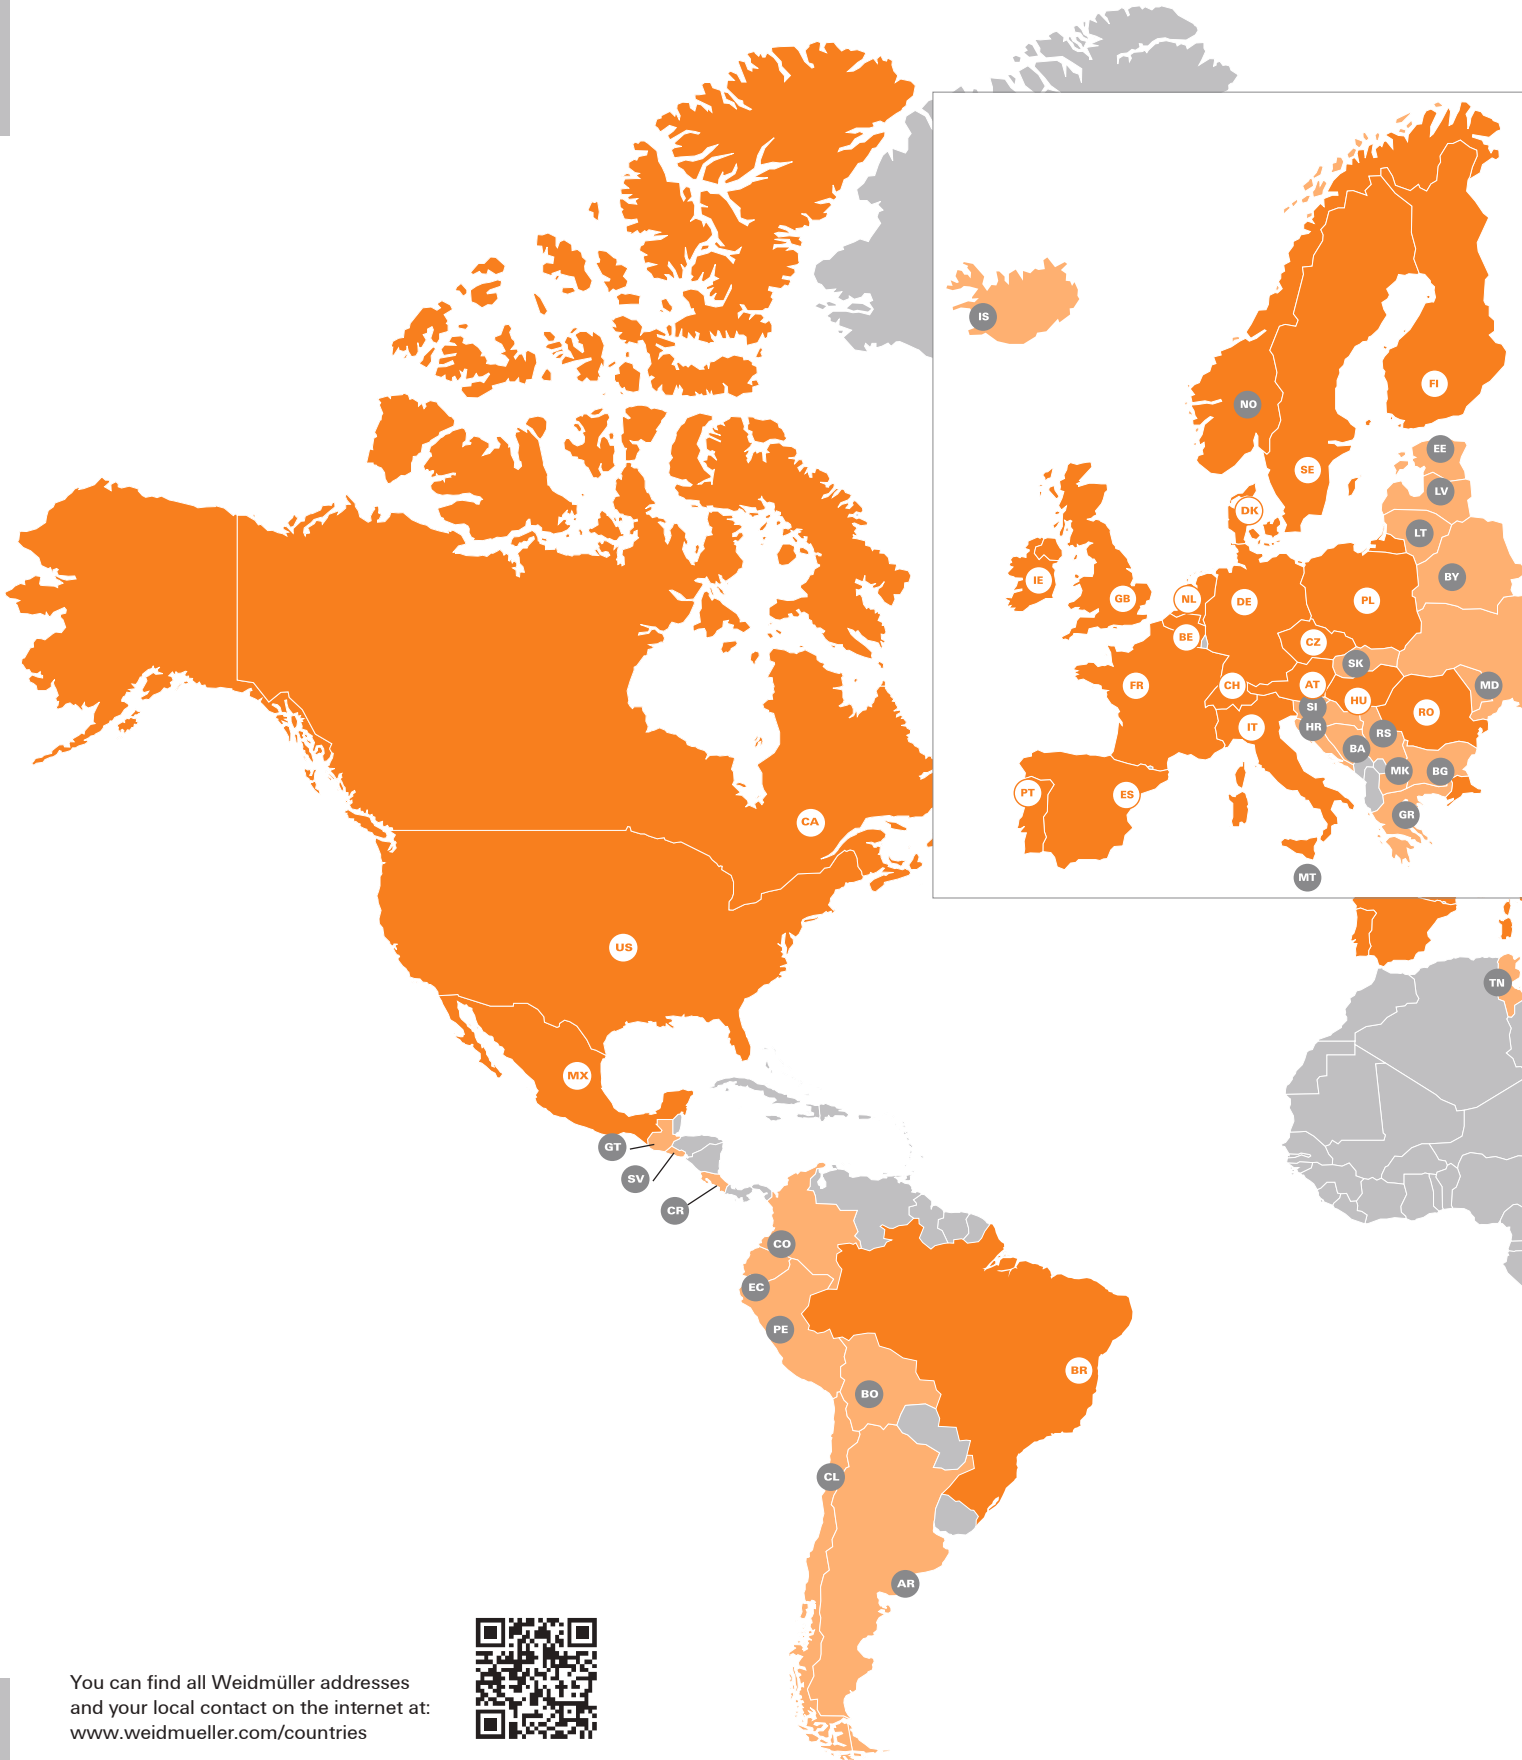 IS
FI
NO
EE
SE
LV
DK
LT
BY
IE
GB
NL
DE
PL
BE
CZ
SK
FR
CH
AT
MD
HU
SI
RO
IT
HR
RS
BA
MK
BG
PT
ES
GR
MT
CA
US
TN
MX
GT
SV
CR
CO
EC
PE
BR
BO
CL
AR
You can find all Weidmüller addresses
and your local contact on the internet at:
www.weidmueller.com/countries